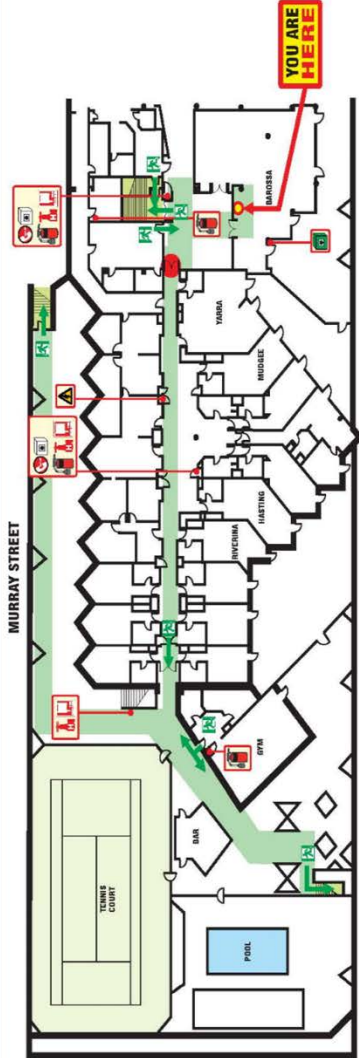 MURRAY STREET
YOU ARE
HERE
BAROSSA
YARRA
MUDGEE
HASTING
RIVERINA
GYM
BAR
TENNIS
COURT
POOL